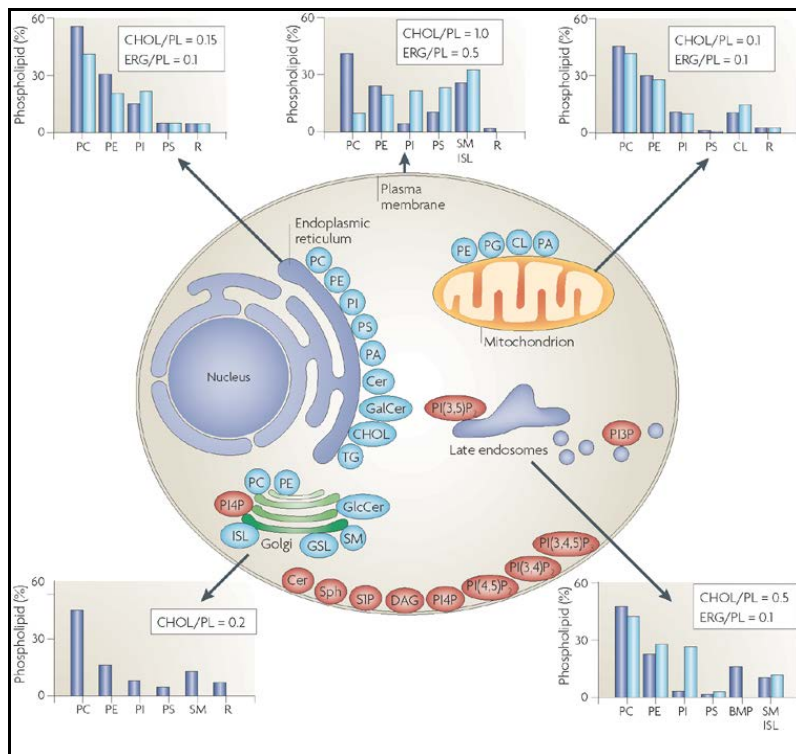 60
30
0
Phospholipid (%)
CHOL/PL = 0.15
ERG/PL = 0.1
PC PE PI PS R
60
30
0
Phospholipid (%)
CHOL/PL = 1.0
ERG/PL = 0.5
PC PE PI PS SM R
ISL
60
30
0
Phospholipid (%)
CHOL/PL = 0.1
ERG/PL = 0.1
PC PE PI PS CL R
Plasma
membrane
Endoplasmic
reticulum
PC
PE
PI
PS
PA
Cer
GalCer
CHOL
TG
Nucleus
PE PG CL PA
Mitochondrion
PI(3,5)P2
Late endosomes
PI3P
PC PE
PI4P
GlcCer
ISL
Golgi
GSL
SM
Cer
Sph
S1P
DAG
PI4P
PI(4,5)P2
PI(3,4)P2
PI(3,4,5)P
60
30
0
Phospholipid (%)
CHOL/PL = 0.2
PC PE PI PS SM R
60
30
0
Phospholipid (%)
CHOL/PL = 0.5
ERG/PL = 0.1
PC PE PI PS BMP SM
ISL